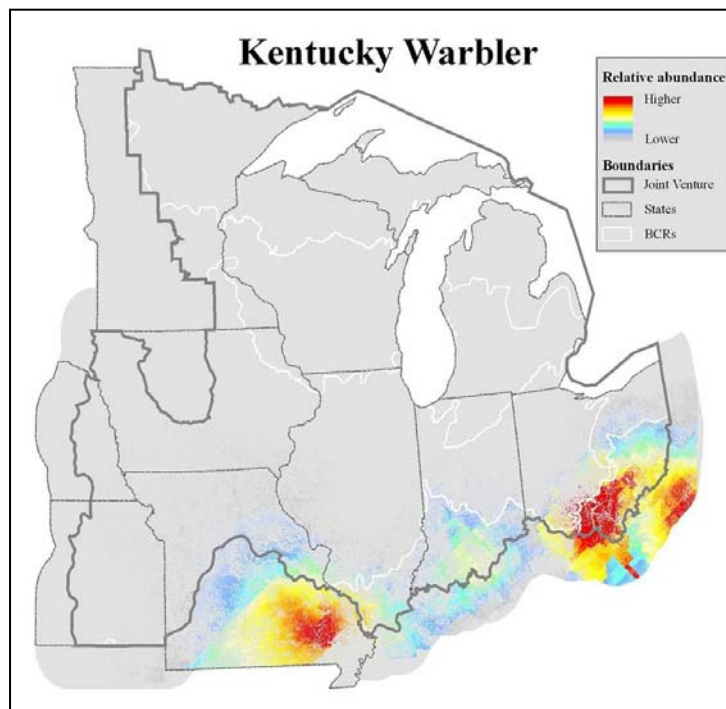 Kentucky Warbler
Relative abundance
Higher
Lower
Boundaries
Joint Venture
States
BCRs